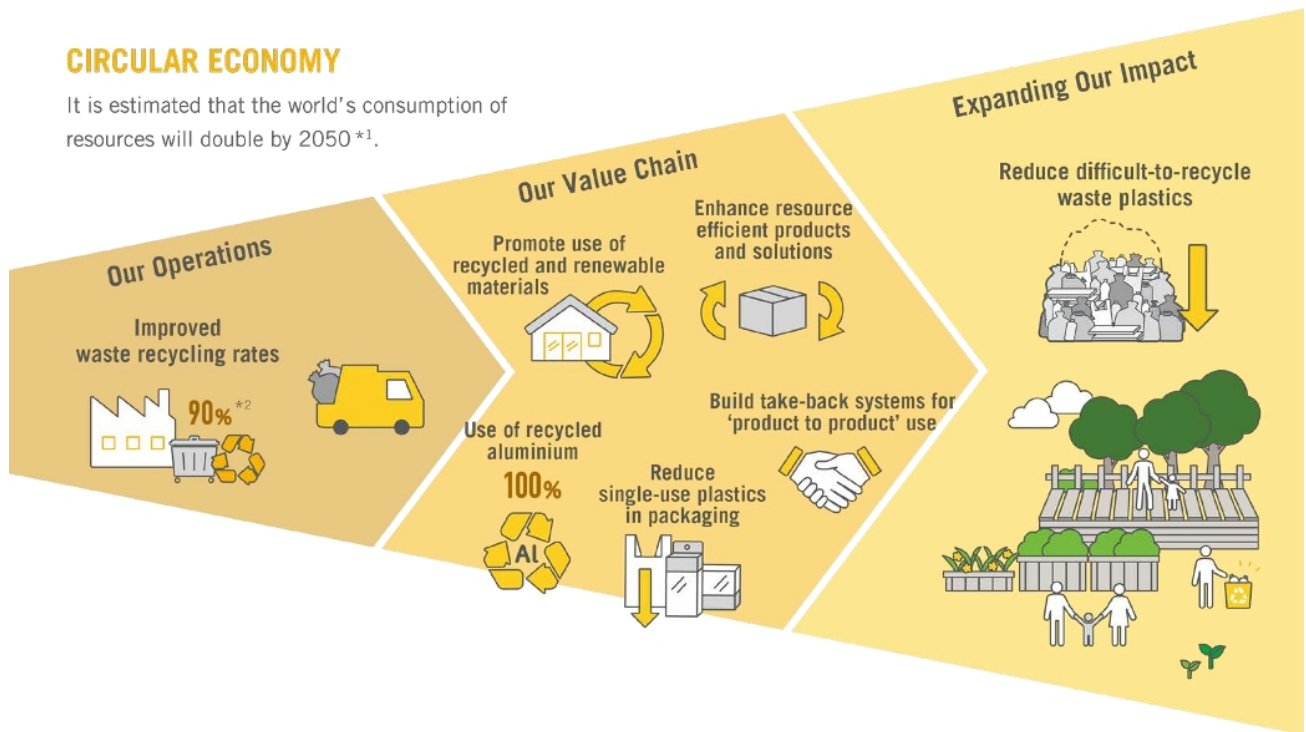 CIRCULAR ECONOMY
It is estimated that the world's consumption of
resources will double by 2050 *1.
Our Operations
Improved
waste recycling rates
90% *2
Our Value Chain
Promote use of
recycled and renewable
materials
Enhance resource
efficient products
and solutions
Use of recycled
aluminium
100%
Al
Reduce
single-use plastics
in packaging
Build take-back systems for
‘product to product’ use
Expanding Our Impact
Reduce difficult-to-recycle
waste plastics